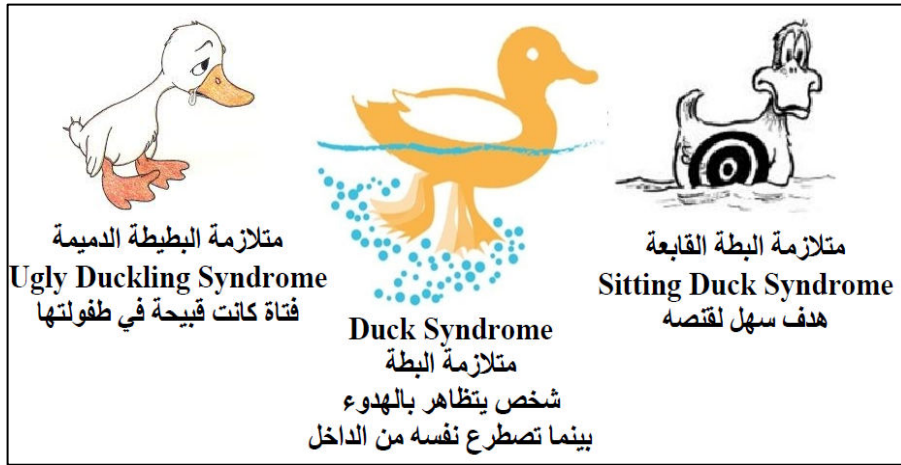 متلازمة البطيطة الدميمة
Ugly Duckling Syndrome
فتاة كانت قبيحة في طفولتها
Duck Syndrome
متلازمة البطة
شخص يتظاهر بالهدوء
بينما تصطرع نفسه من الداخل
متلازمة البطة القابعة
Sitting Duck Syndrome
هدف سهل لقنصه